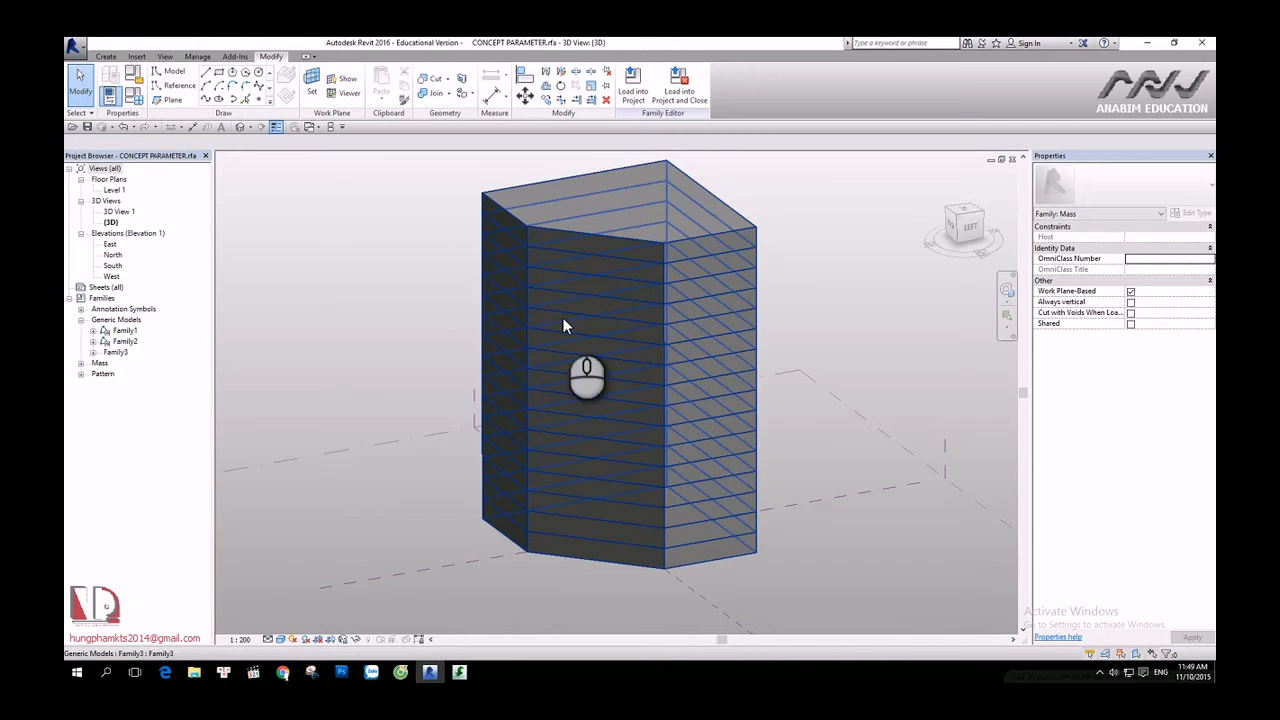 Autodesk Revit 2016 - Educational Version - CONCEPT PARAMETER.rfa - 3D View: {3D}
Type a keyword or phrase
Sign In
Create Insert View Manage Add-Ins Modify
Modify
Model
Reference
Plane
Set
Show
Viewer
Paste
Cut
Join
Load into
Project
Load into
Project and Close
Select Properties Draw Work Plane Clipboard Geometry Measure Modify Family Editor
ANABIM EDUCATION
Project Browser - CONCEPT PARAMETER.rfa
Views (all)
Floor Plans
Level 1
3D Views
3D View 1
{3D}
Elevations (Elevation 1)
East
North
South
West
Sheets (all)
Families
Annotation Symbols
Generic Models
Family1
Family2
Family3
Mass
Pattern
LEFT
Properties
Family: Mass
Edit Type
Constraints
Host
Identity Data
OmniClass Number
OmniClass Title
Other
Work Plane-Based
Always vertical
Cut with Voids When Loa...
Shared
Activate Windows
Go to Settings to activate Windows.
Properties help
Apply
hungphamkts2014@gmail.com
1 : 200
Generic Models : Family3 : Family3
:0
ENG
11:49 AM
11/10/2015